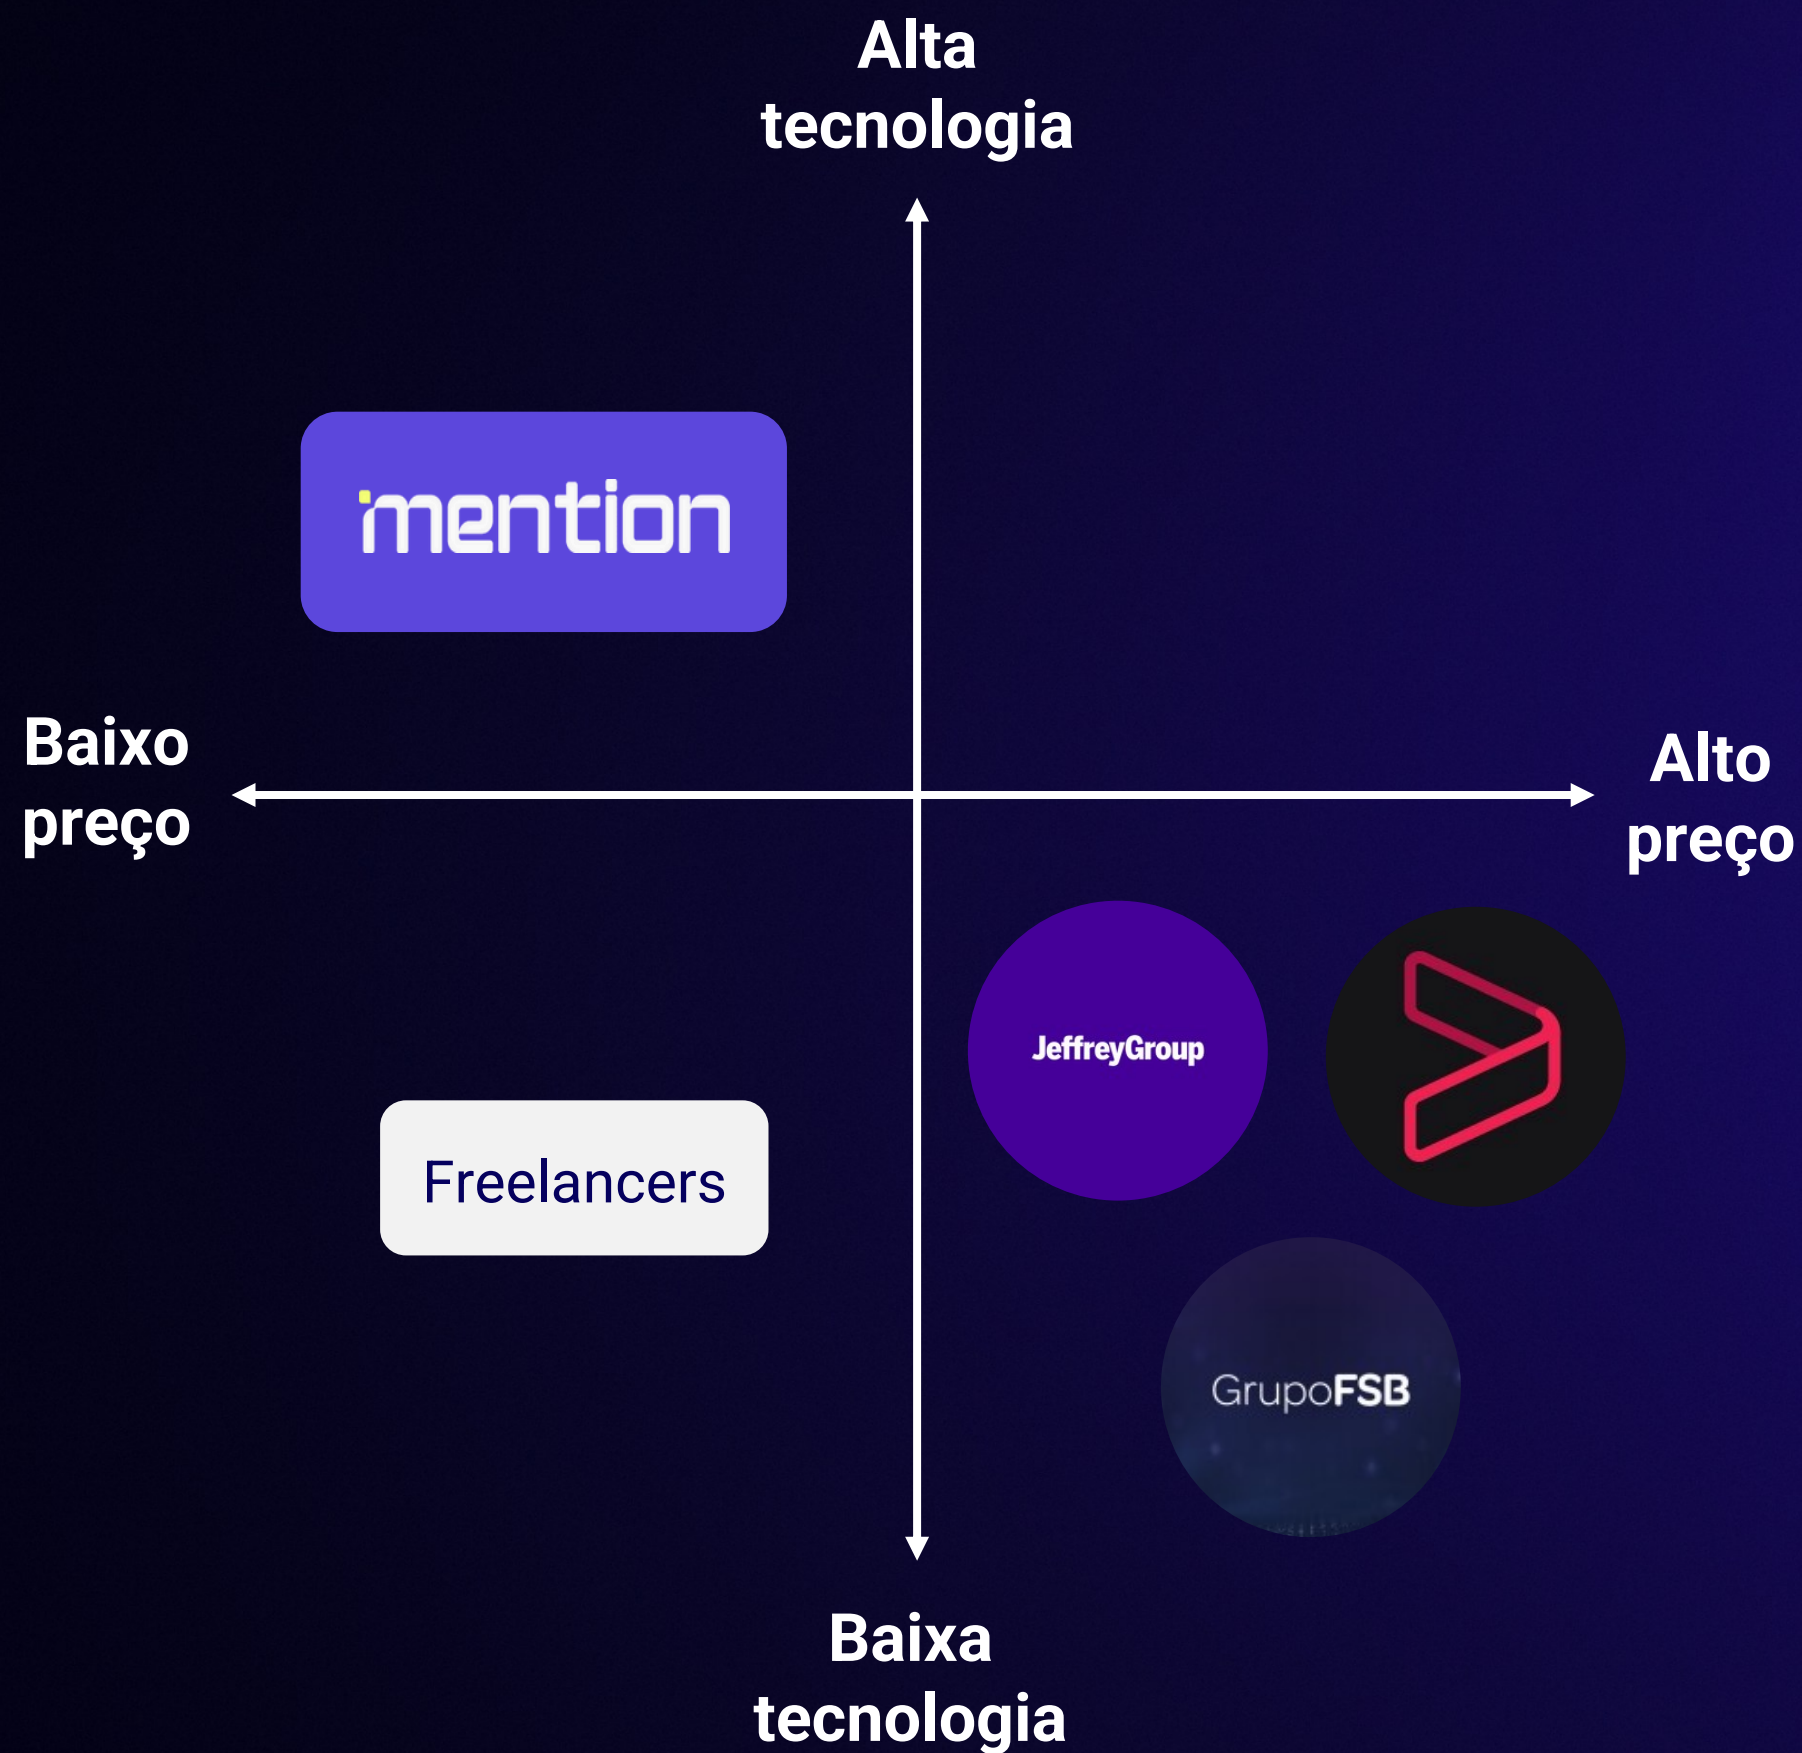 Alta
tecnologia
mention
Baixo
preço
Alto
preço
JeffreyGroup
Freelancers
GrupoFSB
Baixa
tecnologia